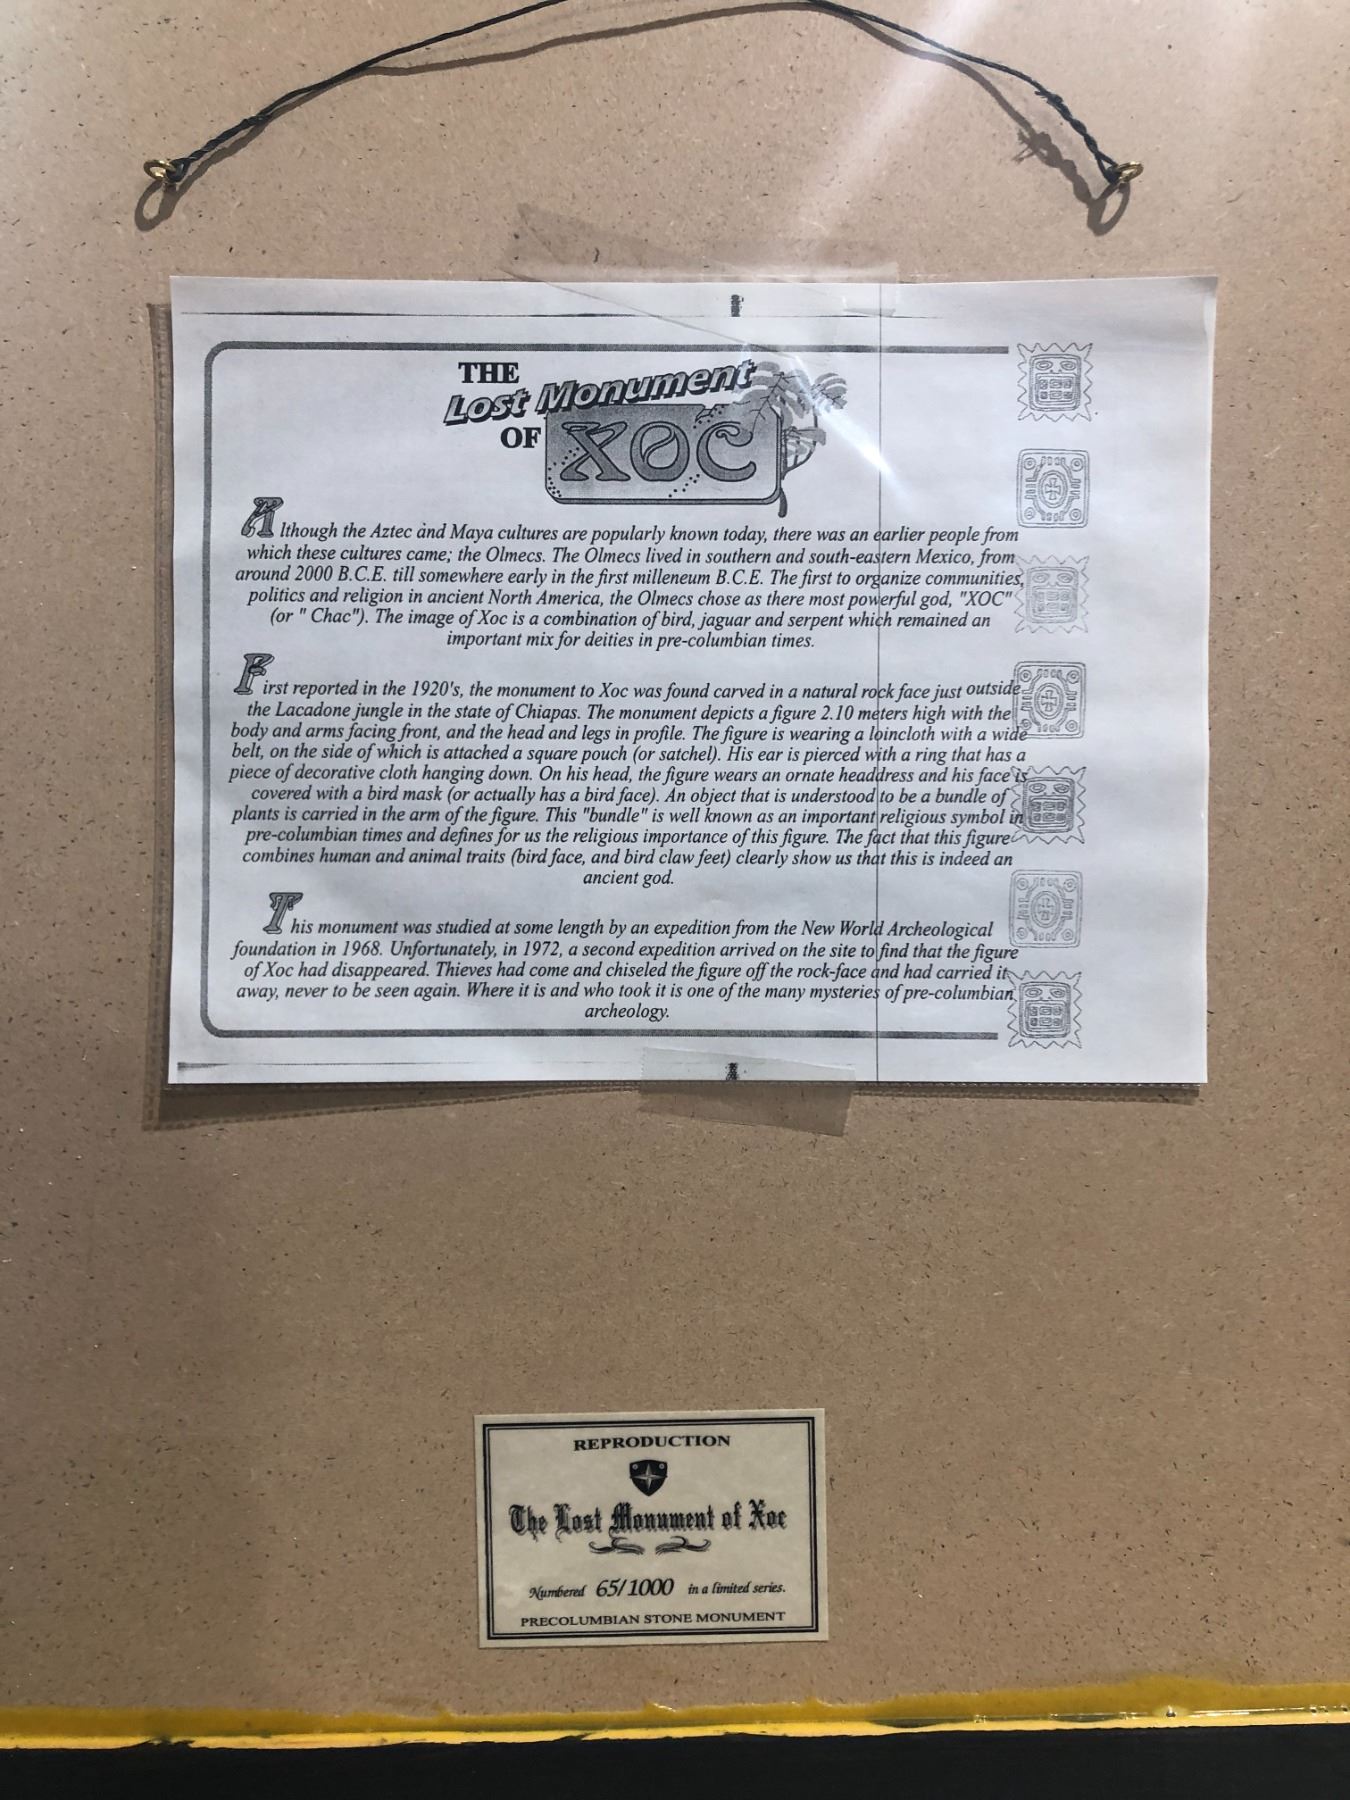 THE
Lost Monument
OF XOC
Although the Aztec and Maya cultures are popularly known today, there was an earlier people from
which these cultures came; the Olmecs. The Olmecs lived in southern and south-eastern Mexico, from
around 2000 B.C.E. till somewhere early in the first milleneum B.C.E. The first to organize communities,
politics and religion in ancient North America, the Olmecs chose as there most powerful god, "XOC"
(or " Chac"). The image of Xoc is a combination of bird, jaguar and serpent which remained an
important mix for deities in pre-columbian times.
First reported in the 1920's, the monument to Xoc was found carved in a natural rock face just outside
the Lacadone jungle in the state of Chiapas. The monument depicts a figure 2.10 meters high with the
body and arms facing front, and the head and legs in profile. The figure is wearing a loincloth with a wide
belt, on the side of which is attached a square pouch (or satchel). His ear is pierced with a ring that has a
piece of decorative cloth hanging down. On his head, the figure wears an ornate headdress and his face is
covered with a bird mask (or actually has a bird face). An object that is understood to be a bundle of
plants is carried in the arm of the figure. This "bundle" is well known as an important religious symbol in
pre-columbian times and defines for us the religious importance of this figure. The fact that this figure
combines human and animal traits (bird face, and bird claw feet) clearly show us that this is indeed an
ancient god.
This monument was studied at some length by an expedition from the New World Archeological
foundation in 1968. Unfortunately, in 1972, a second expedition arrived on the site to find that the figure
of Xoc had disappeared. Thieves had come and chiseled the figure off the rock-face and had carried it
away, never to be seen again. Where it is and who took it is one of the many mysteries of pre-columbian
archeology.
REPRODUCTION
The Lost Monument of Xoc
Numbered 65/1000 in a limited series.
PRECOLUMBIAN STONE MONUMENT